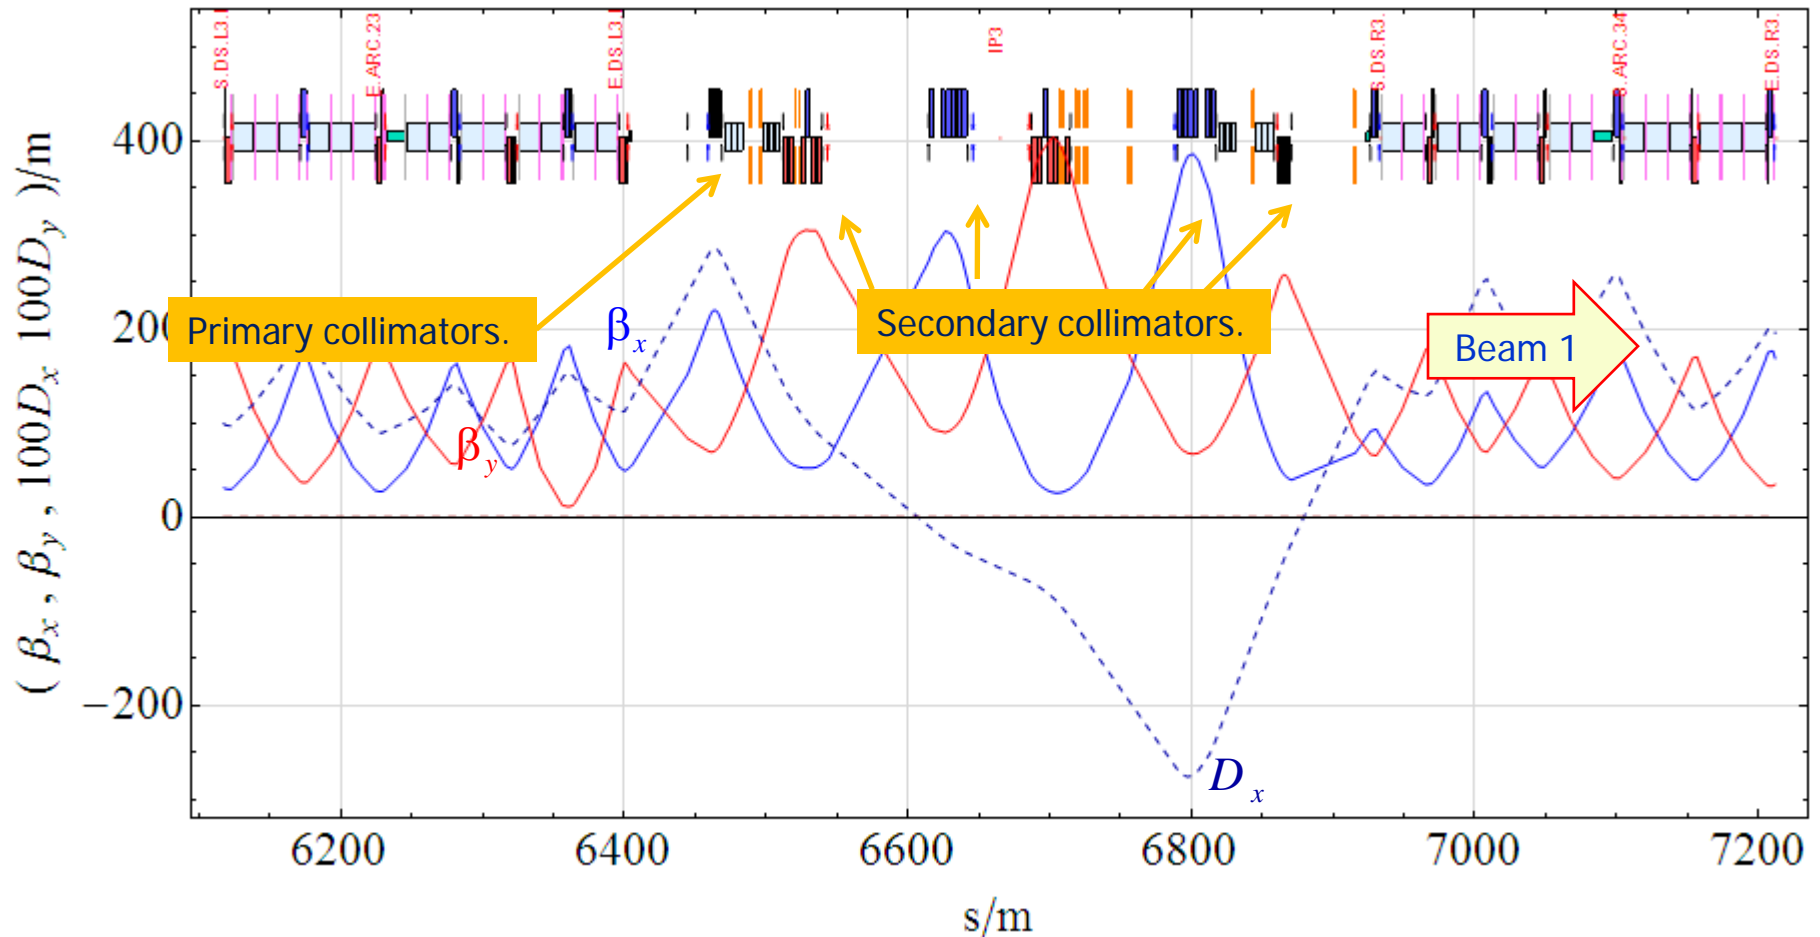 S.DS.L3.
E.ARC.23
E.DS.L3.
IP3
S.DS.R3.
S.ARC.34
E.DS.R3.
( βx , βy , 100Dx 100Dy )/m
400
200
0
−200
Primary collimators.
Secondary collimators.
Beam 1
βx
βy
Dx
6200
6400
6600
6800
7000
7200
s/m